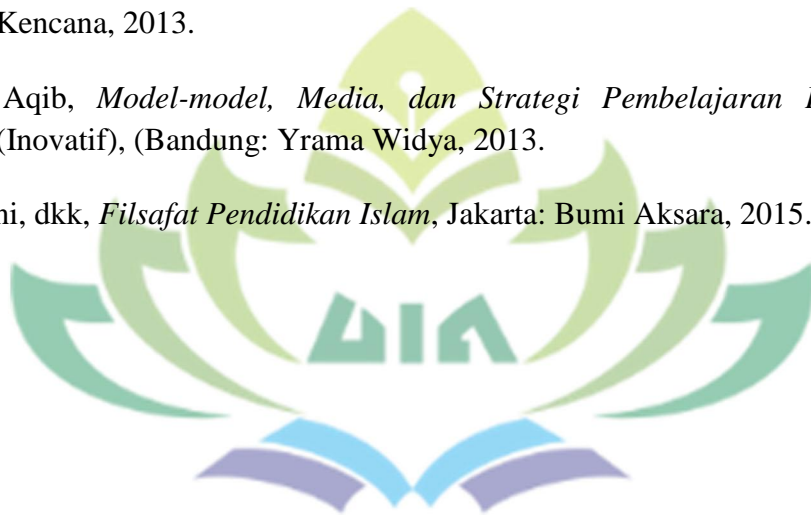 Kencana, 2013.
Aqib, Model-model, Media, dan Strategi Pembelajaran
(Inovatif), (Bandung: Yrama Widya, 2013.
ni, dkk, Filsafat Pendidikan Islam, Jakarta: Bumi Aksara, 2015.
UIN